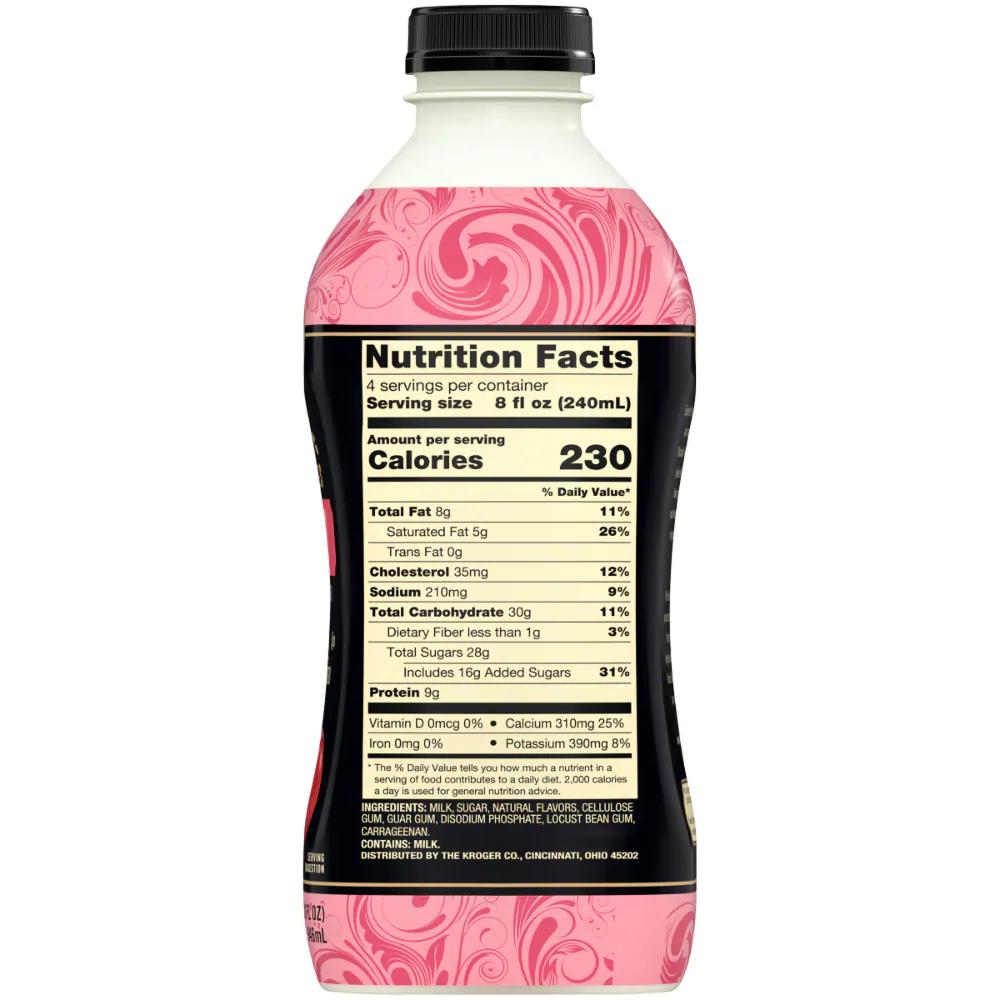 Nutrition Facts
4 servings per container
Serving size 8 fl oz (240mL)
Amount per serving
Calories 230
% Daily Value*
Total Fat 8g 11%
Saturated Fat 5g 26%
Trans Fat 0g
Cholesterol 35mg 12%
Sodium 210mg 9%
Total Carbohydrate 30g 11%
Dietary Fiber less than 1g 3%
Total Sugars 28g
Includes 16g Added Sugars 31%
Protein 9g
Vitamin D 0mcg 0% • Calcium 310mg 25%
Iron 0mg 0% • Potassium 390mg 8%
* The % Daily Value tells you how much a nutrient in a
serving of food contributes to a daily diet. 2,000 calories
a day is used for general nutrition advice.
INGREDIENTS: MILK, SUGAR, NATURAL FLAVORS, CELLULOSE
GUM, GUAR GUM, DISODIUM PHOSPHATE, LOCUST BEAN GUM,
CARRAGEENAN.
CONTAINS: MILK.
DISTRIBUTED BY THE KROGER CO., CINCINNATI, OHIO 45202
SERVING
OZ)